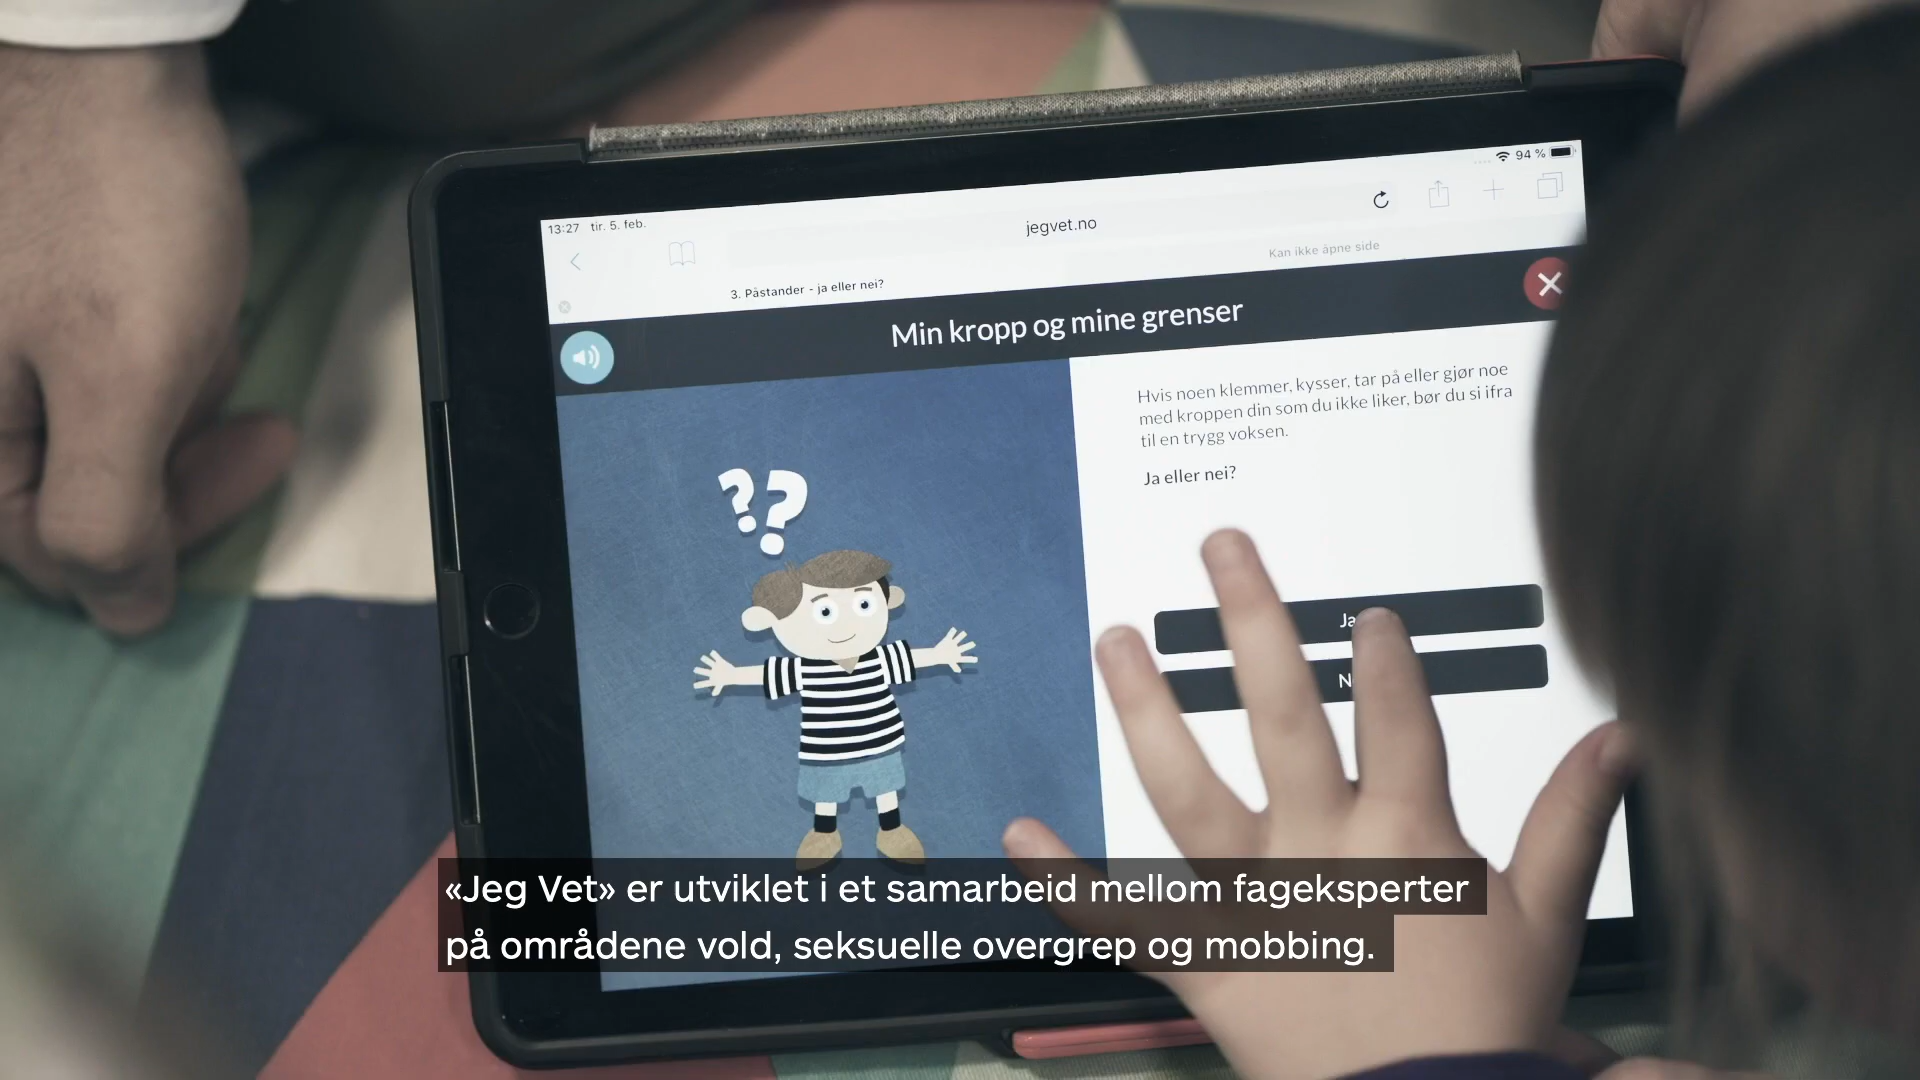 13:27 tir. 5. feb.
94 %
jegvet.no
3. Påstander - ja eller nei?
Kan ikke åpne side
Min kropp og mine grenser
??
Hvis noen klemmer, kysser, tar på eller gjør noe
med kroppen din som du ikke liker, bør du si ifra
til en trygg voksen.
Ja eller nei?
Ja
«Jeg Vet» er utviklet i et samarbeid mellom fageksperter
på områdene vold, seksuelle overgrep og mobbing.